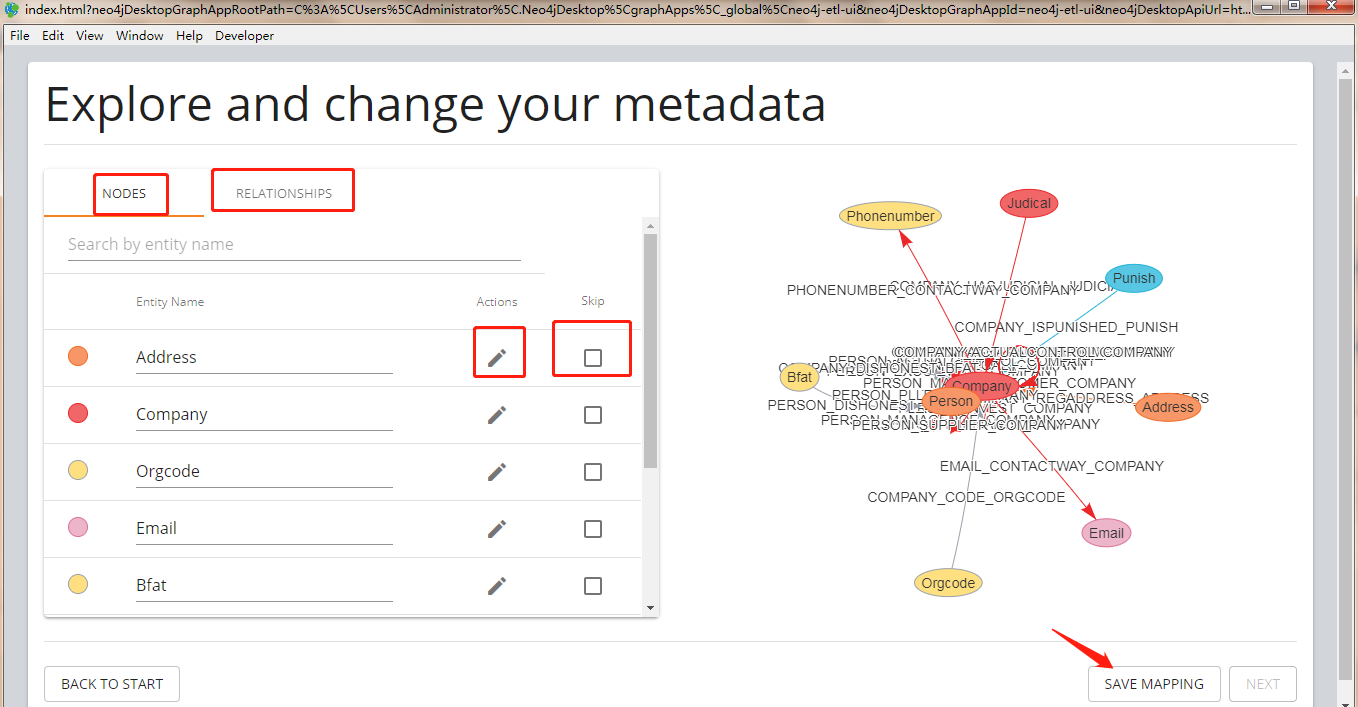 index.html?neo4jDesktopGraphAppRootPath=C%3A%5CUsers%5CAdministrator%5C.Neo4jDesktop%5CgraphApps%5C_global%5Cneo4j-etl-ui&neo4jDesktopGraphAppId=neo4j-etl-ui&neo4jDesktopApiUrl=ht...
File Edit View Window Help Developer
Explore and change your metadata
NODES RELATIONSHIPS
Search by entity name
Entity Name Actions Skip
Address
Company
Orgcode
Email
Bfat
Judical
Phonenumber
Punish
PHONENUMBER_CONTACTWAY_COMPANY
COMPANY_ISPUNISHED_PUNISH
COMPANY_ACTUALCONTROL_COMPANY
Bfat
Company
Person
Address
PERSON_SUPPLIER_COMPANY
EMAIL_CONTACTWAY_COMPANY
COMPANY_CODE_ORGCODE
Email
Orgcode
BACK TO START SAVE MAPPING NEXT